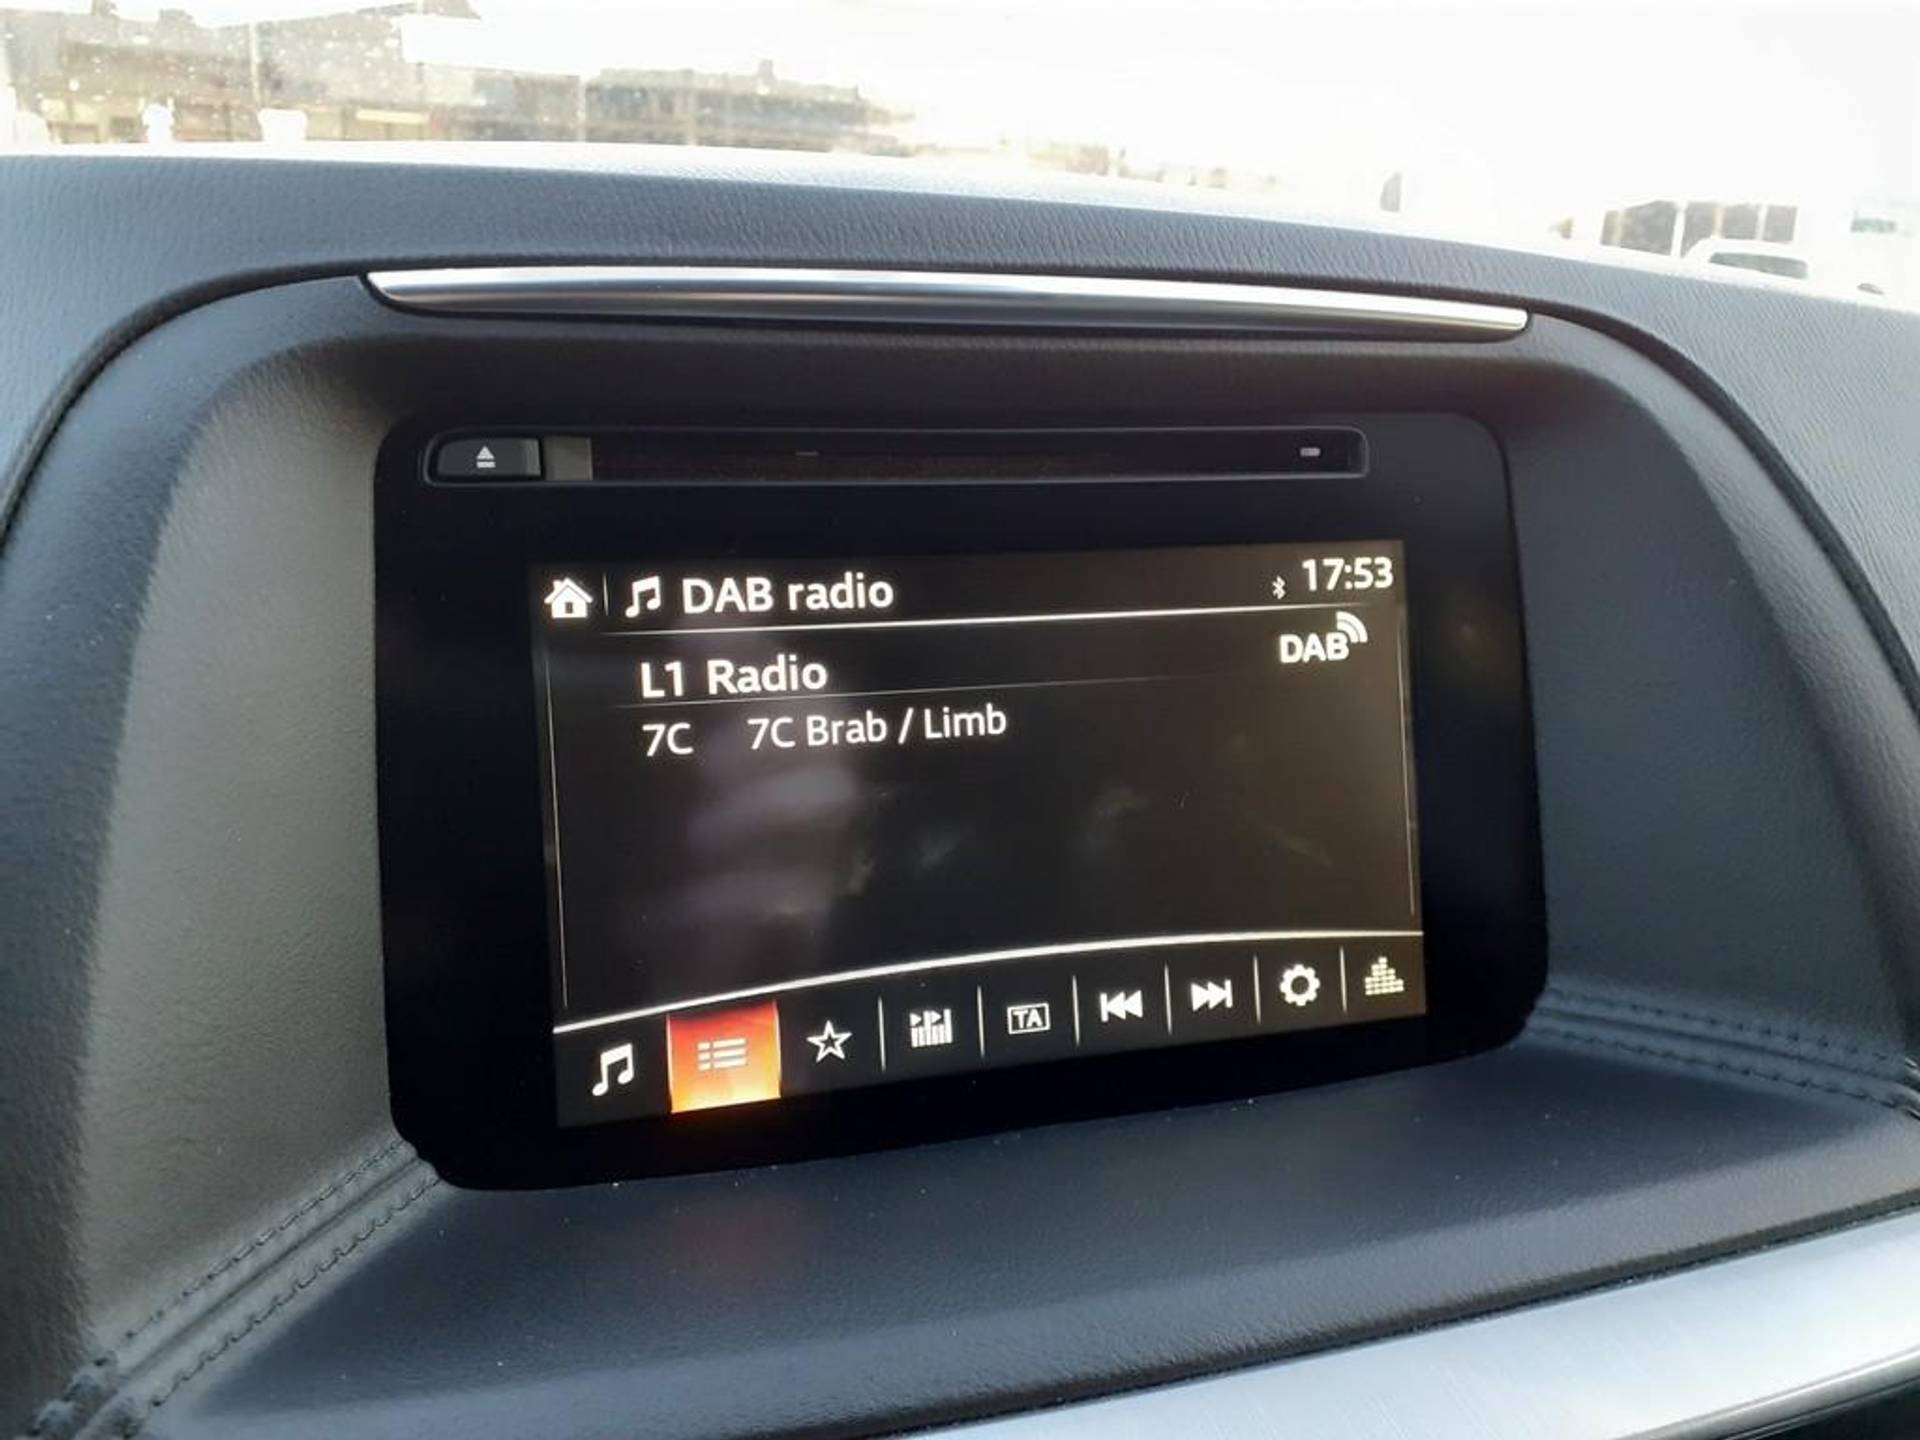 DAB radio 17:53
L1 Radio DAB
7C 7C Brab / Limb
TA